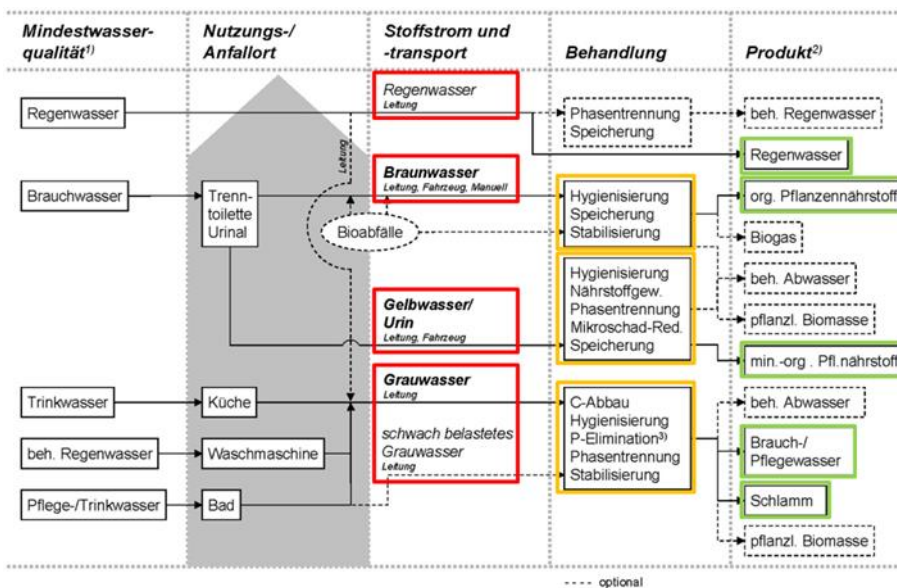 Mindestwasser-
qualität¹⁾
Nutzungs-/
Anfallort
Stoffstrom und
-transport
Behandlung
Produkt²⁾
Regenwasser
Regenwasser
Leitung
Phasentrennung
Speicherung
beh. Regenwasser
Regenwasser
Leitung
Brauchwasser
Trenn-
toilette
Urinal
Braunwasser
Leitung, Fahrzeug, Manuell
Bioabfälle
Hygienisierung
Speicherung
Stabilisierung
org. Pflanzennährstoff
Biogas
Gelbwasser/
Urin
Leitung, Fahrzeug
Hygienisierung
Nährstoffgew.
Phasentrennung
Mikroschad-Red.
Speicherung
beh. Abwasser
pflanzl. Biomasse
min.-org . Pfl.nährstoff
Trinkwasser
Küche
Grauwasser
Leitung
schwach belastetes
Grauwasser
Leitung
C-Abbau
Hygienisierung
P-Elimination³⁾
Phasentrennung
Stabilisierung
beh. Abwasser
Brauch-/
Pflegewasser
beh. Regenwasser
Waschmaschine
Pflege-/Trinkwasser
Bad
Schlamm
pflanzl. Biomasse
---- optional